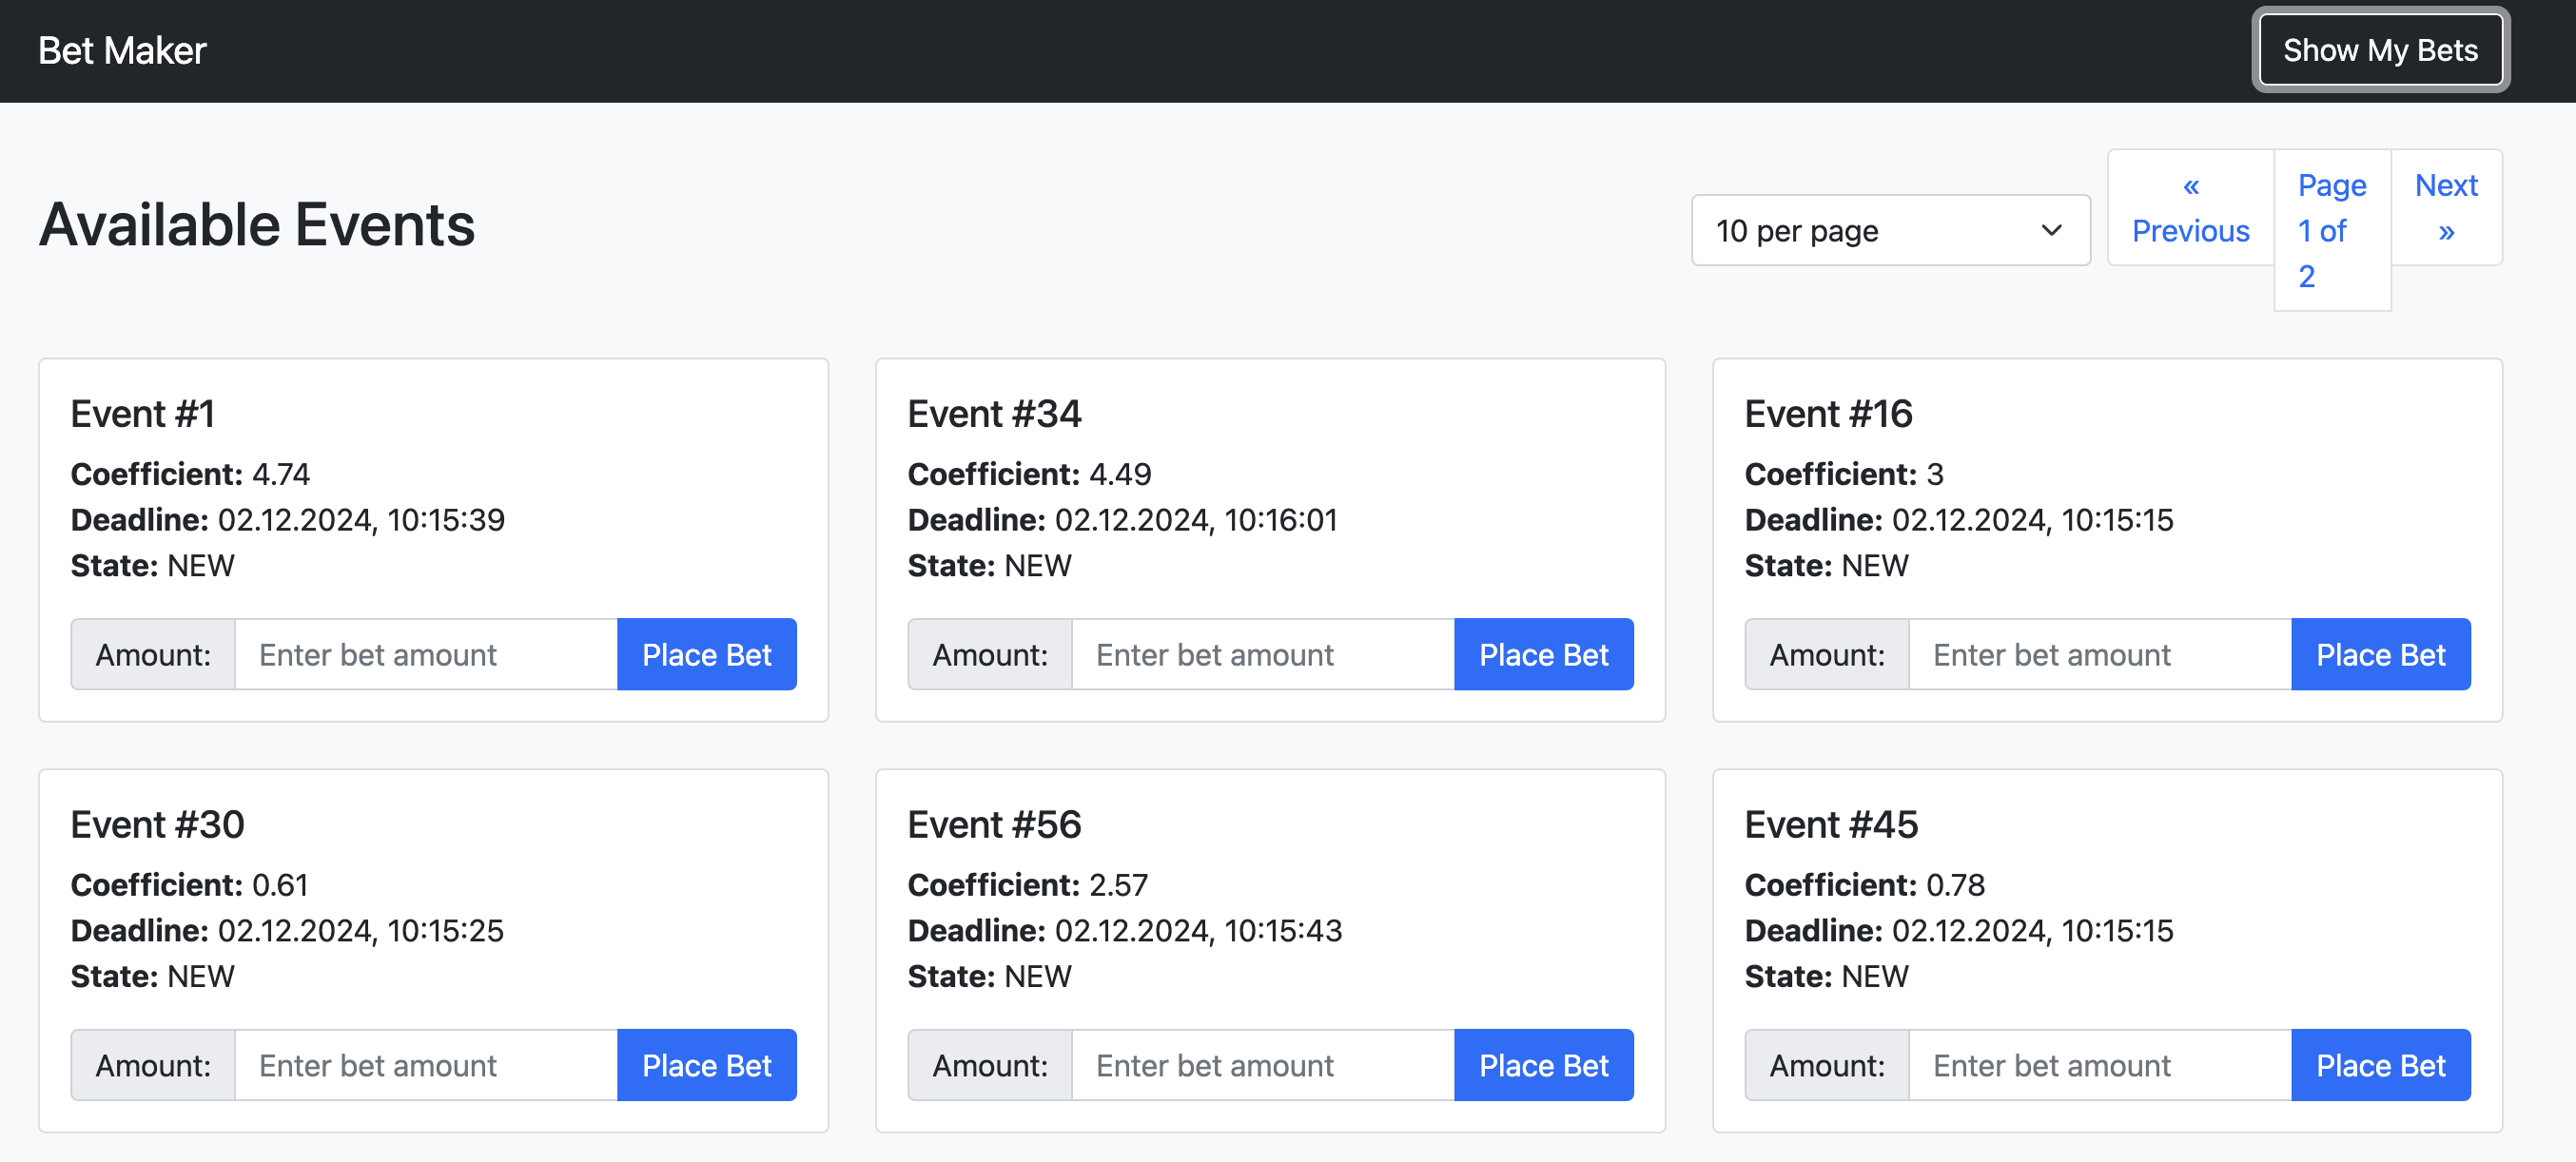 Bet Maker
Show My Bets
Available Events
10 per page
«
Previous
Page
1 of
2
Next
»
Event #1
Coefficient: 4.74
Deadline: 02.12.2024, 10:15:39
State: NEW
Amount: Enter bet amount Place Bet
Event #34
Coefficient: 4.49
Deadline: 02.12.2024, 10:16:01
State: NEW
Amount: Enter bet amount Place Bet
Event #16
Coefficient: 3
Deadline: 02.12.2024, 10:15:15
State: NEW
Amount: Enter bet amount Place Bet
Event #30
Coefficient: 0.61
Deadline: 02.12.2024, 10:15:25
State: NEW
Amount: Enter bet amount Place Bet
Event #56
Coefficient: 2.57
Deadline: 02.12.2024, 10:15:43
State: NEW
Amount: Enter bet amount Place Bet
Event #45
Coefficient: 0.78
Deadline: 02.12.2024, 10:15:15
State: NEW
Amount: Enter bet amount Place Bet